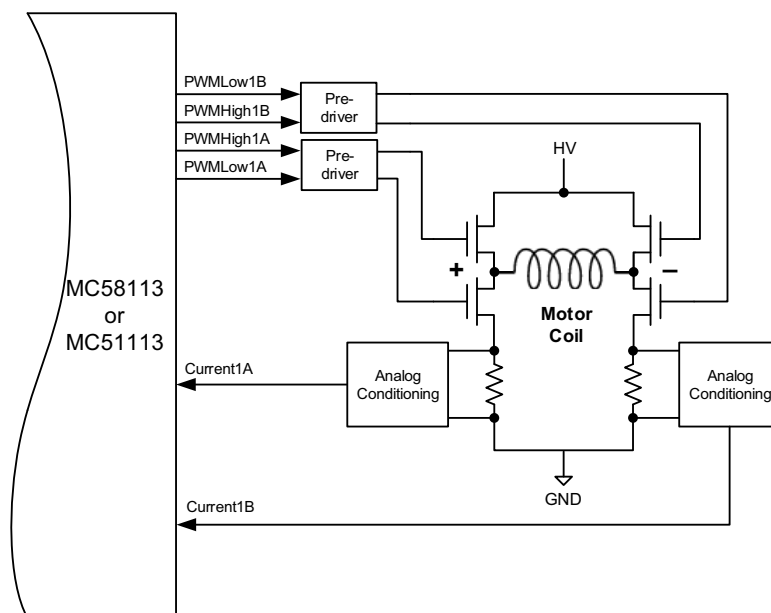 PWMLow1B
PWMHigh1B
PWMHigh1A
PWMLow1A
Pre-
driver
Pre-
driver
HV
+
–
Motor
Coil
MC58113
or
MC51113
Current1A
Analog
Conditioning
Analog
Conditioning
GND
Current1B